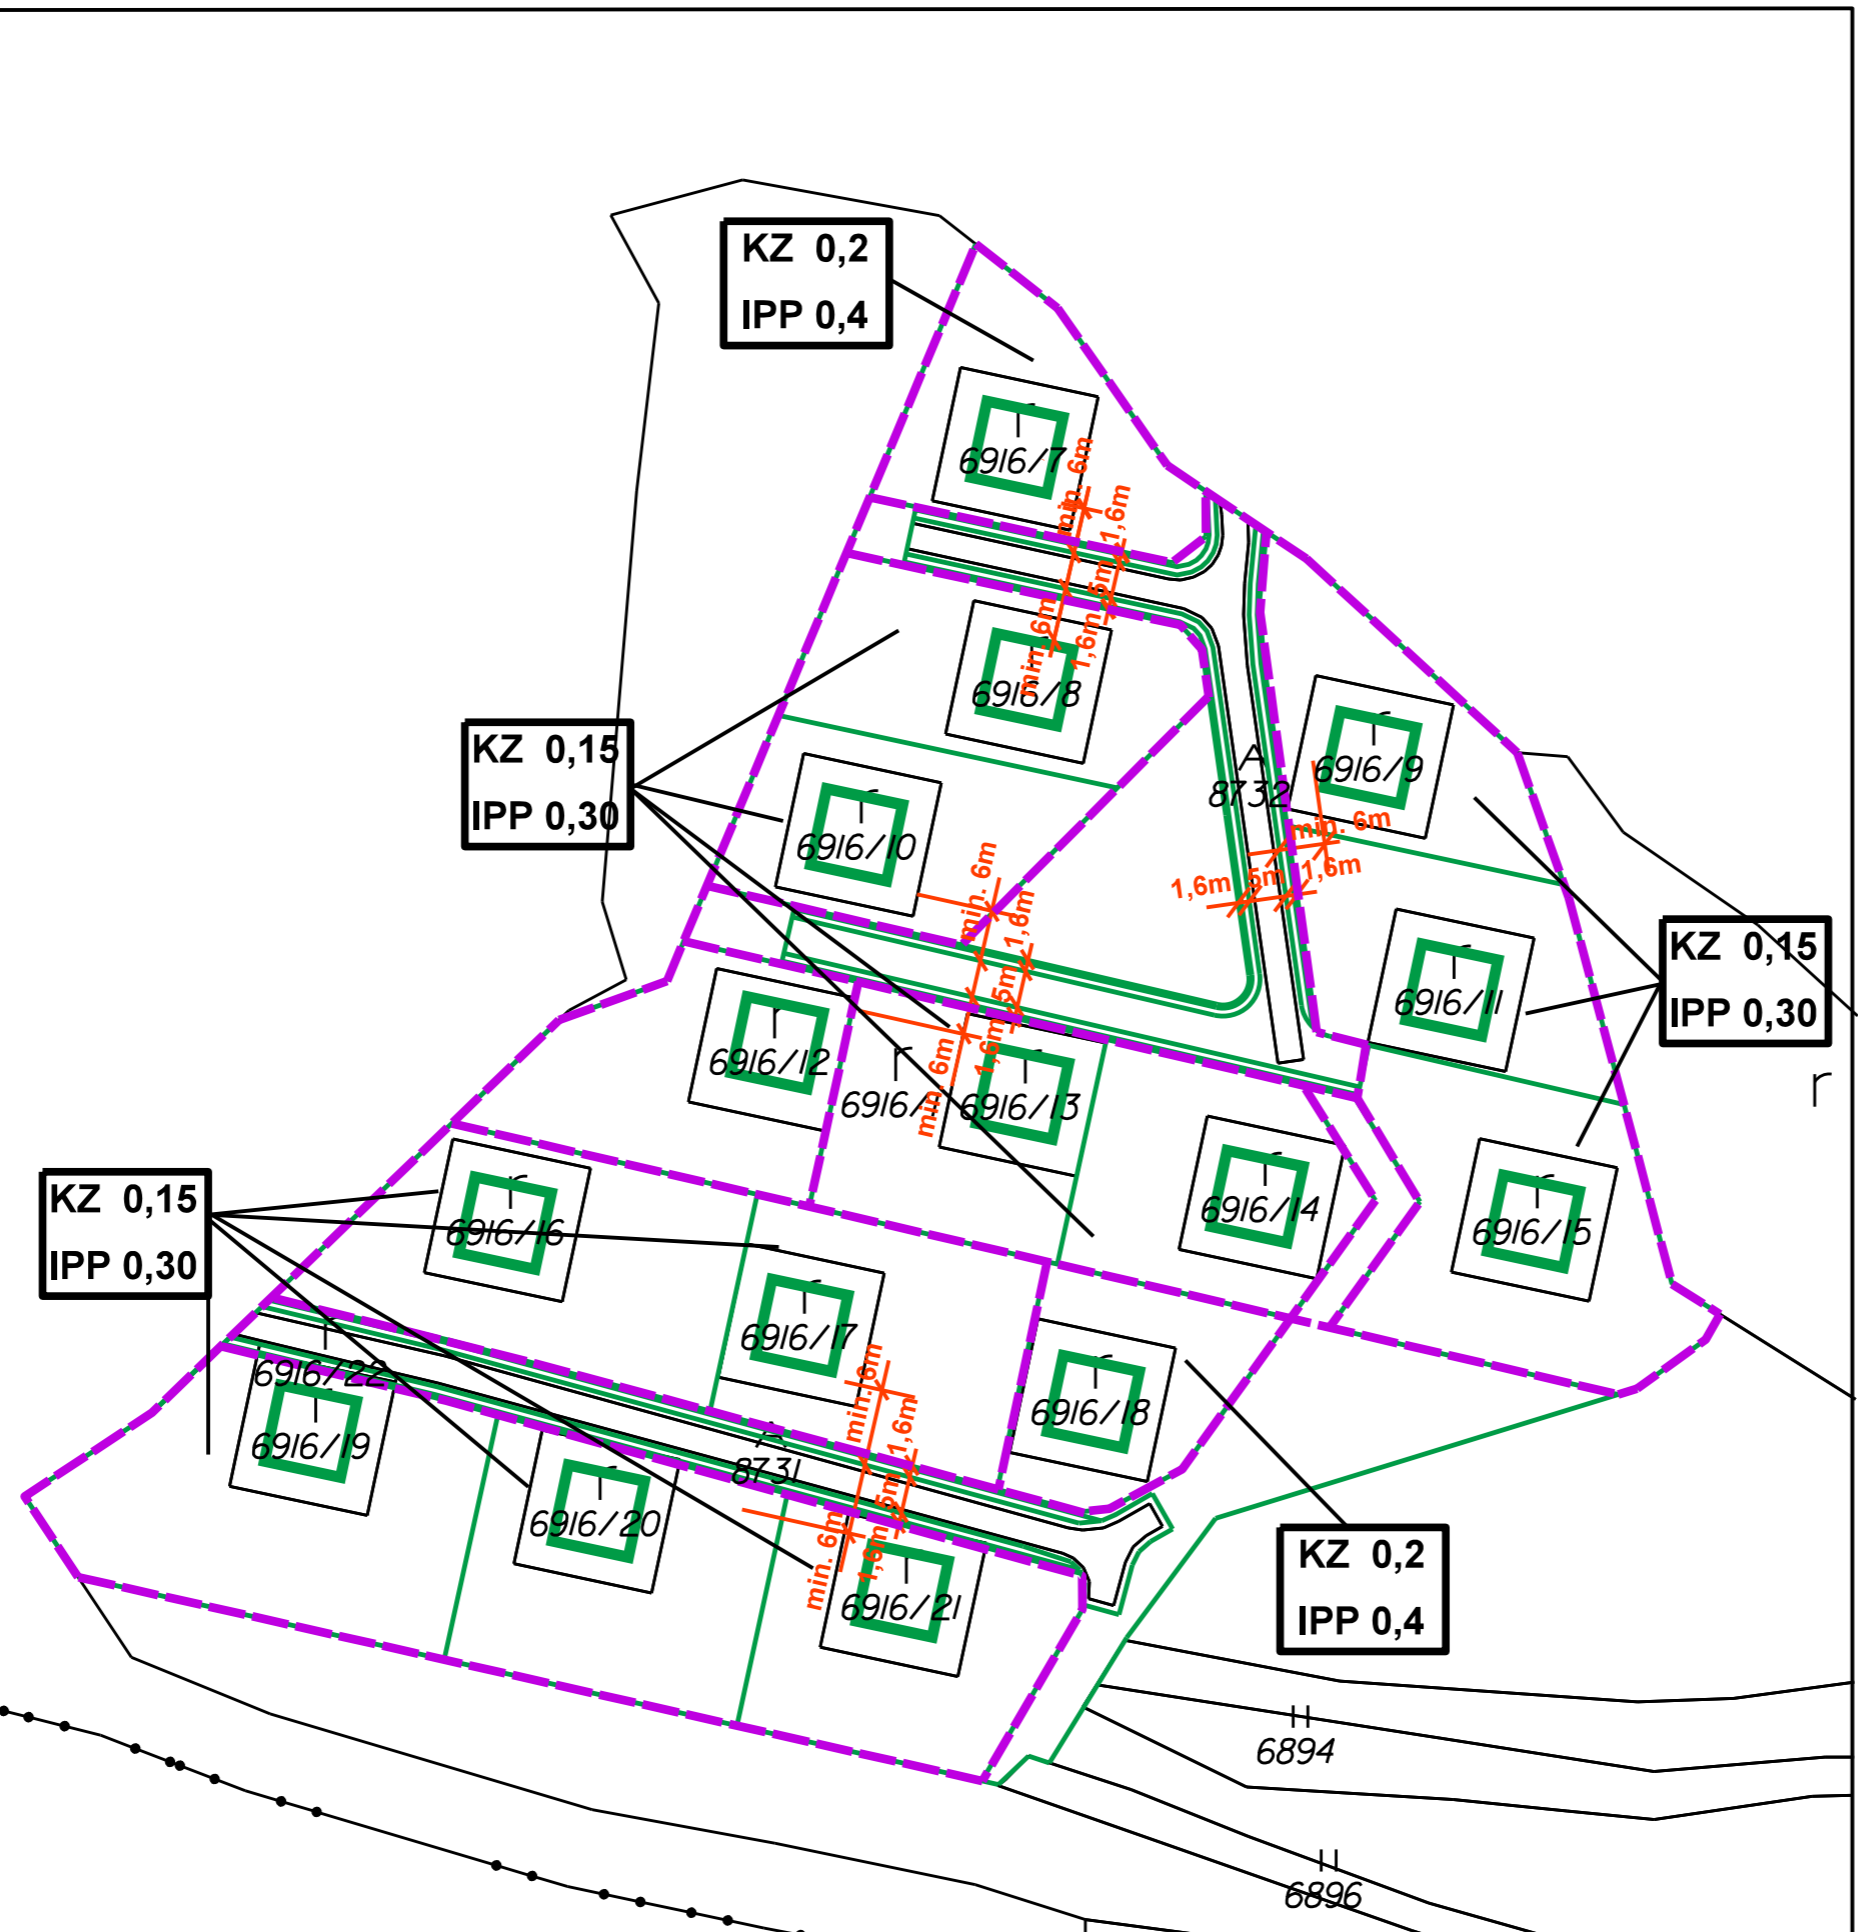 KZ 0,2
IPP 0,4
r
6916/7
min. 6m
1,6m
5m
min. 6m
1,6m
r
6916/8
KZ 0,15
IPP 0,30
r
6916/9
A
8732
r
6916/10
min. 6m
1,6m
5m
1,6m
min. 6m
1,6m
5m
1,6m
min. 6m
KZ 0,15
IPP 0,30
r
6916/11
r
6916/12
r
6916/1
r
6916/13
r
r
6916/14
r
6916/15
KZ 0,15
IPP 0,30
r
6916/16
r
6916/17
r
6916/22
r
6916/18
r
6916/19
min. 6m
1,6m
5m
1,6m
min. 6m
A
8731
r
6916/20
r
6916/21
KZ 0,2
IPP 0,4
6894
6896